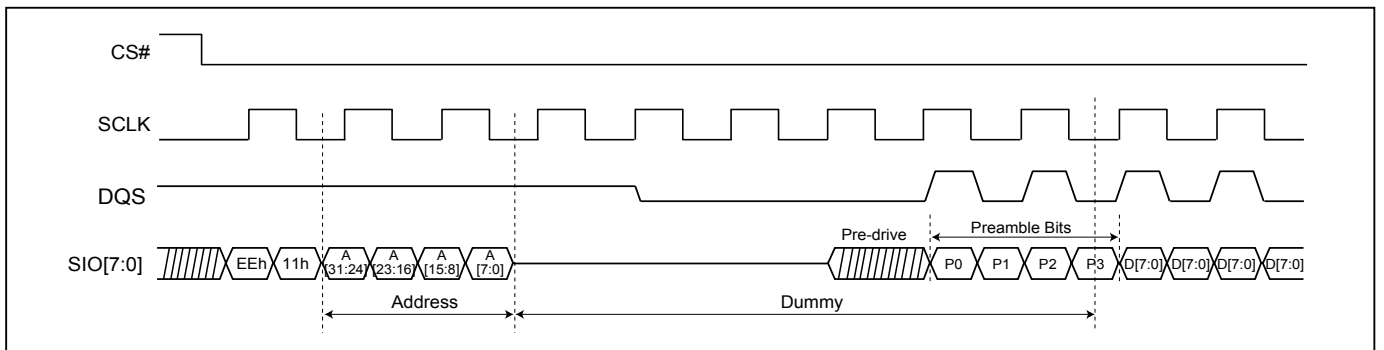 CS#
SCLK
DQS
Pre-drive
Preamble Bits
SIO[7:0]
EEh
11h
A
[31:24]
A
[23:16]
A
[15:8]
A
[7:0]
P0
P1
P2
P3
D[7:0]
D[7:0]
D[7:0]
D[7:0]
Address
Dummy